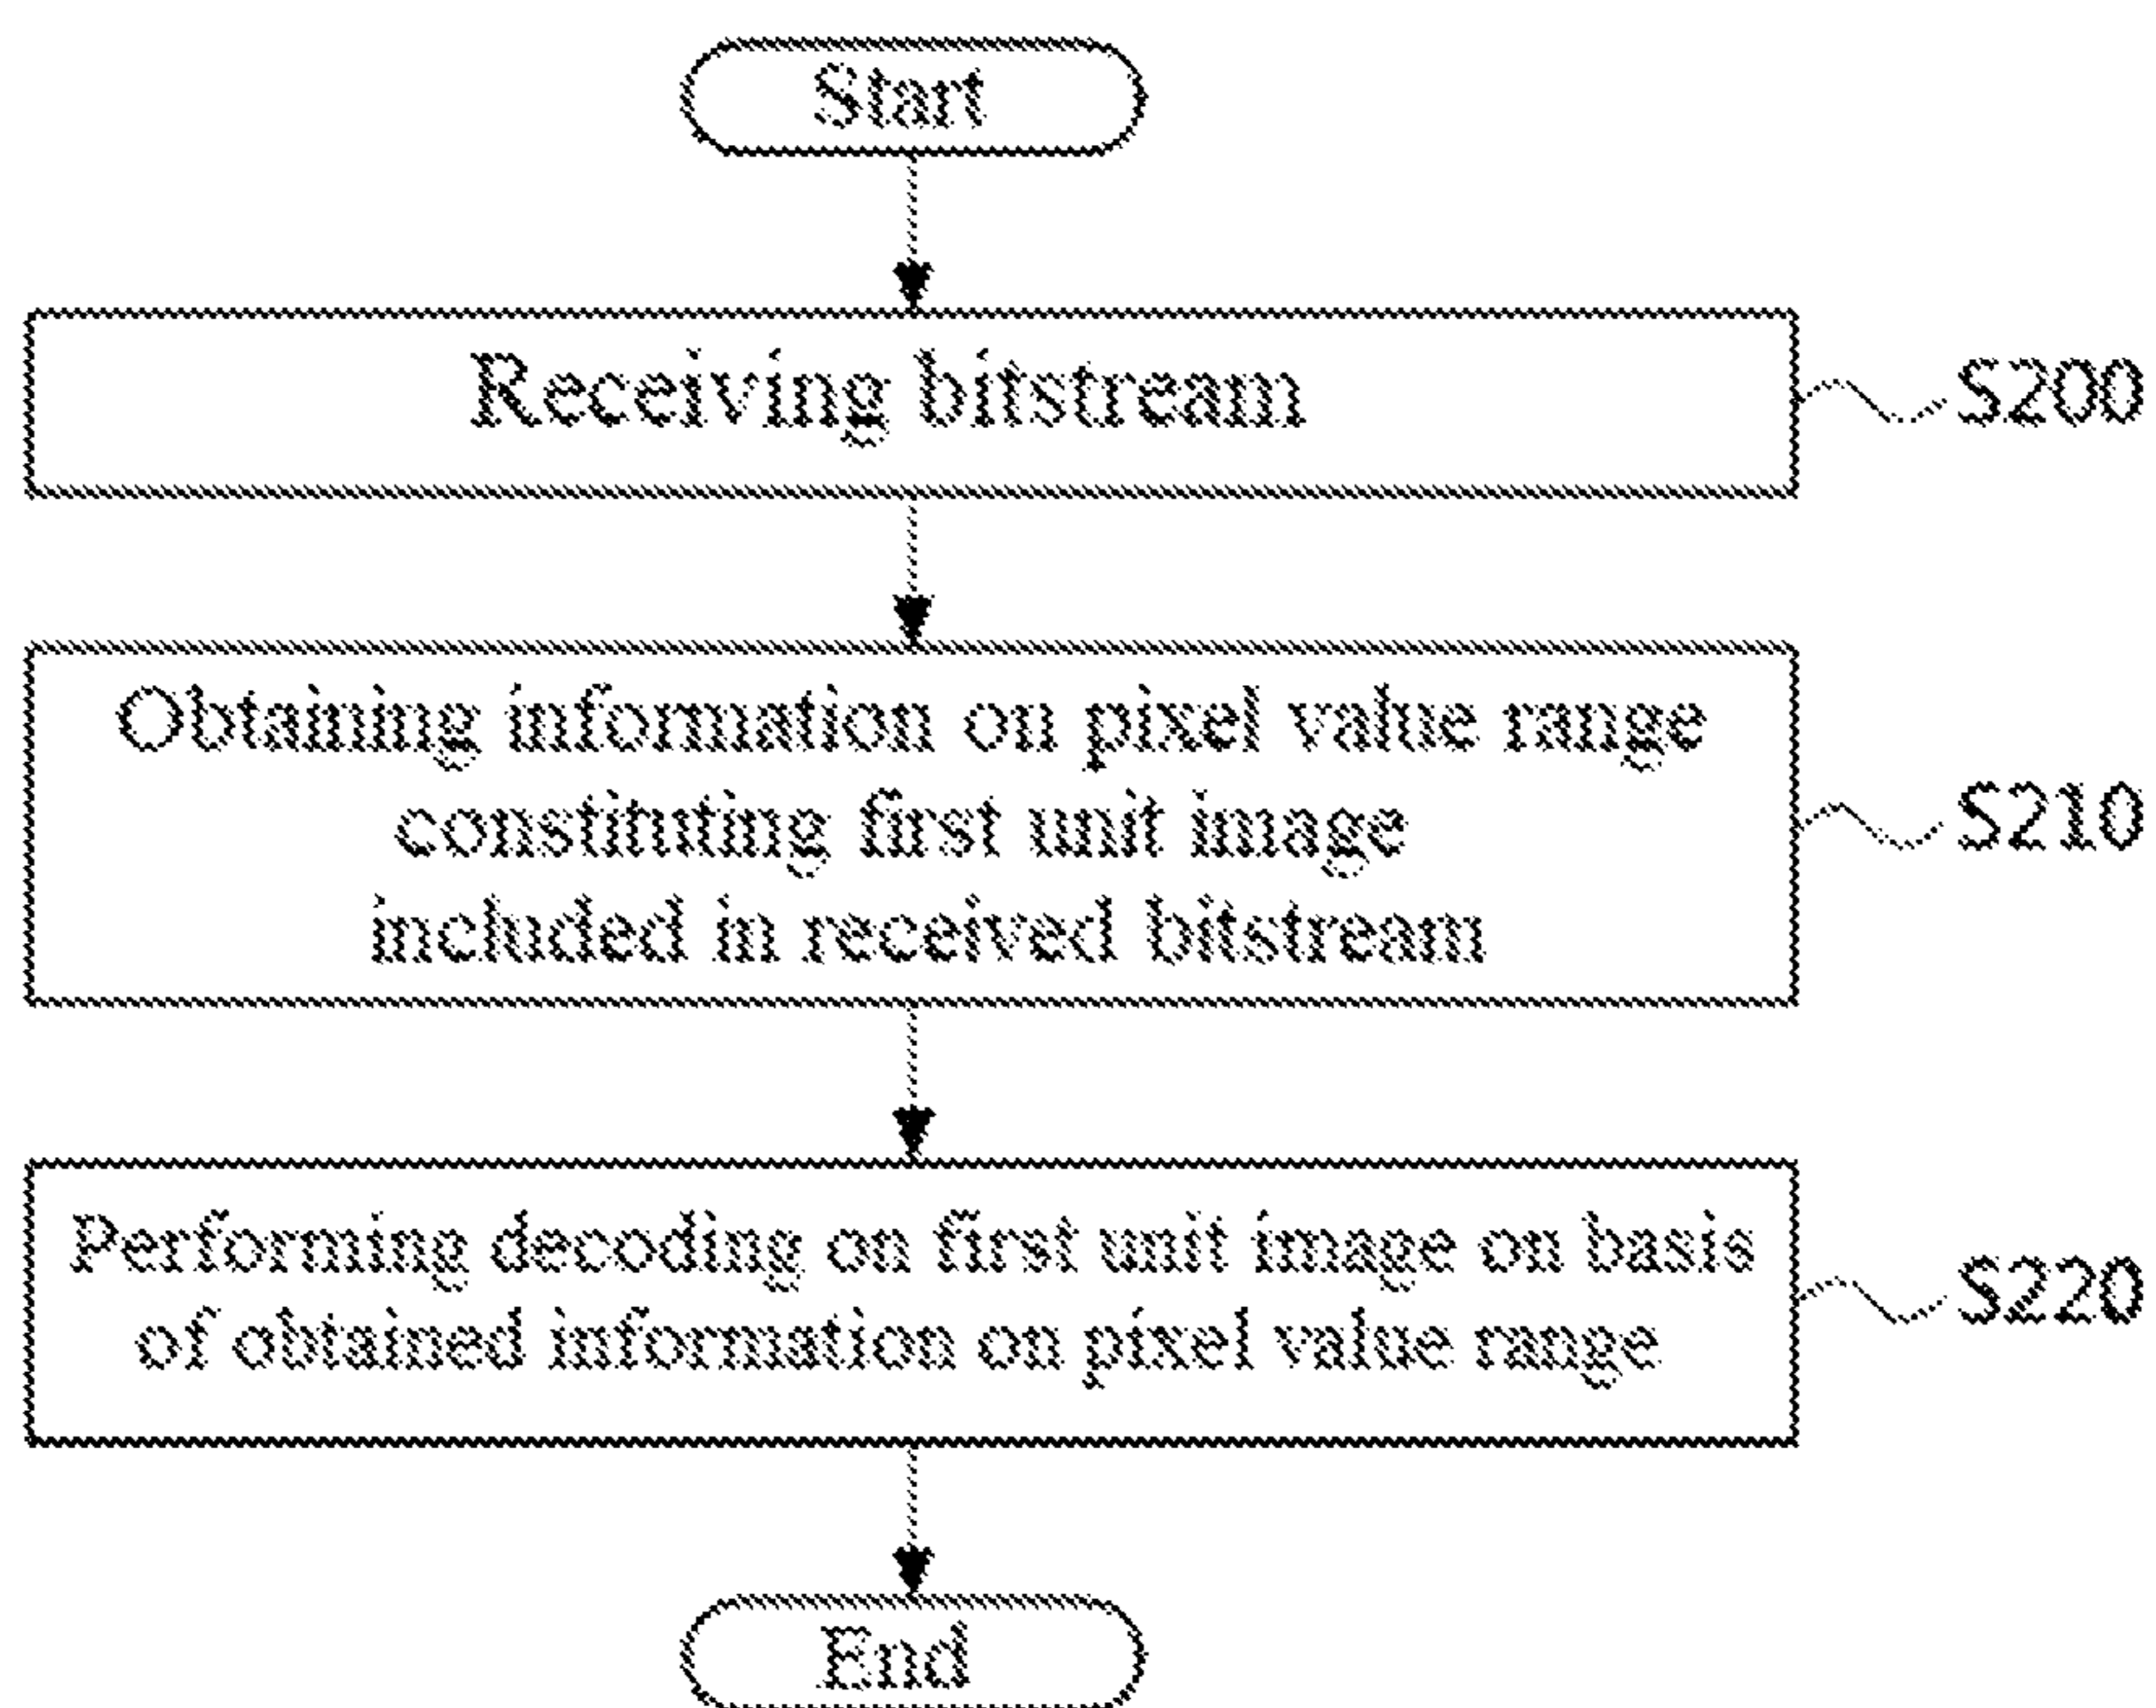 Start
Receiving bitstream
S200
Obtaining information on pixel value range
constituting first unit image
included in received bitstream
S210
Performing decoding on first unit image on basis
of obtained information on pixel value range
S220
End